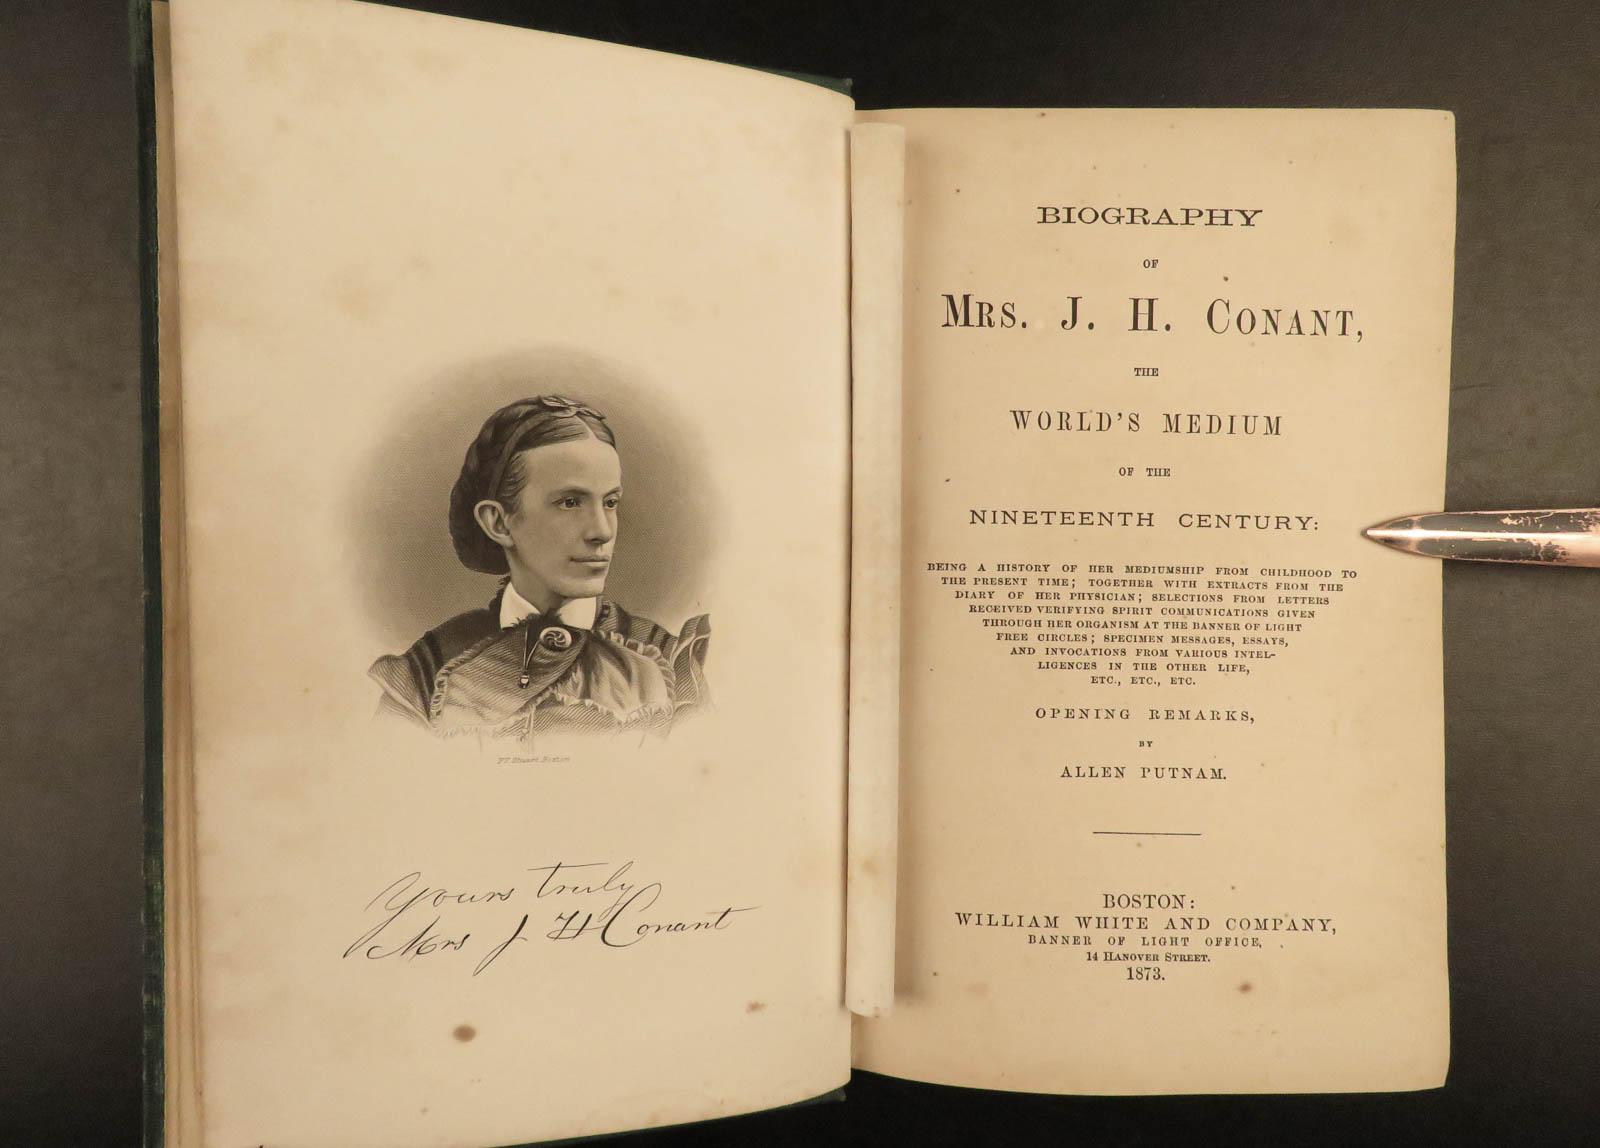 F.T. Stuart, Boston
Yours truly
Mrs J H Conant
BIOGRAPHY
OF
MRS. J. H. CONANT,
THE
WORLD'S MEDIUM
OF THE
NINETEENTH CENTURY:
BEING A HISTORY OF HER MEDIUMSHIP FROM CHILDHOOD TO
THE PRESENT TIME; TOGETHER WITH EXTRACTS FROM THE
DIARY OF HER PHYSICIAN; SELECTIONS FROM LETTERS
RECEIVED VERIFYING SPIRIT COMMUNICATIONS GIVEN
THROUGH HER ORGANISM AT THE BANNER OF LIGHT
FREE CIRCLES; SPECIMEN MESSAGES, ESSAYS,
AND INVOCATIONS FROM VARIOUS INTEL-
LIGENCES IN THE OTHER LIFE,
ETC., ETC., ETC.
OPENING REMARKS,
BY
ALLEN PUTNAM.
BOSTON:
WILLIAM WHITE AND COMPANY,
BANNER OF LIGHT OFFICE,
14 HANOVER STREET.
1873.